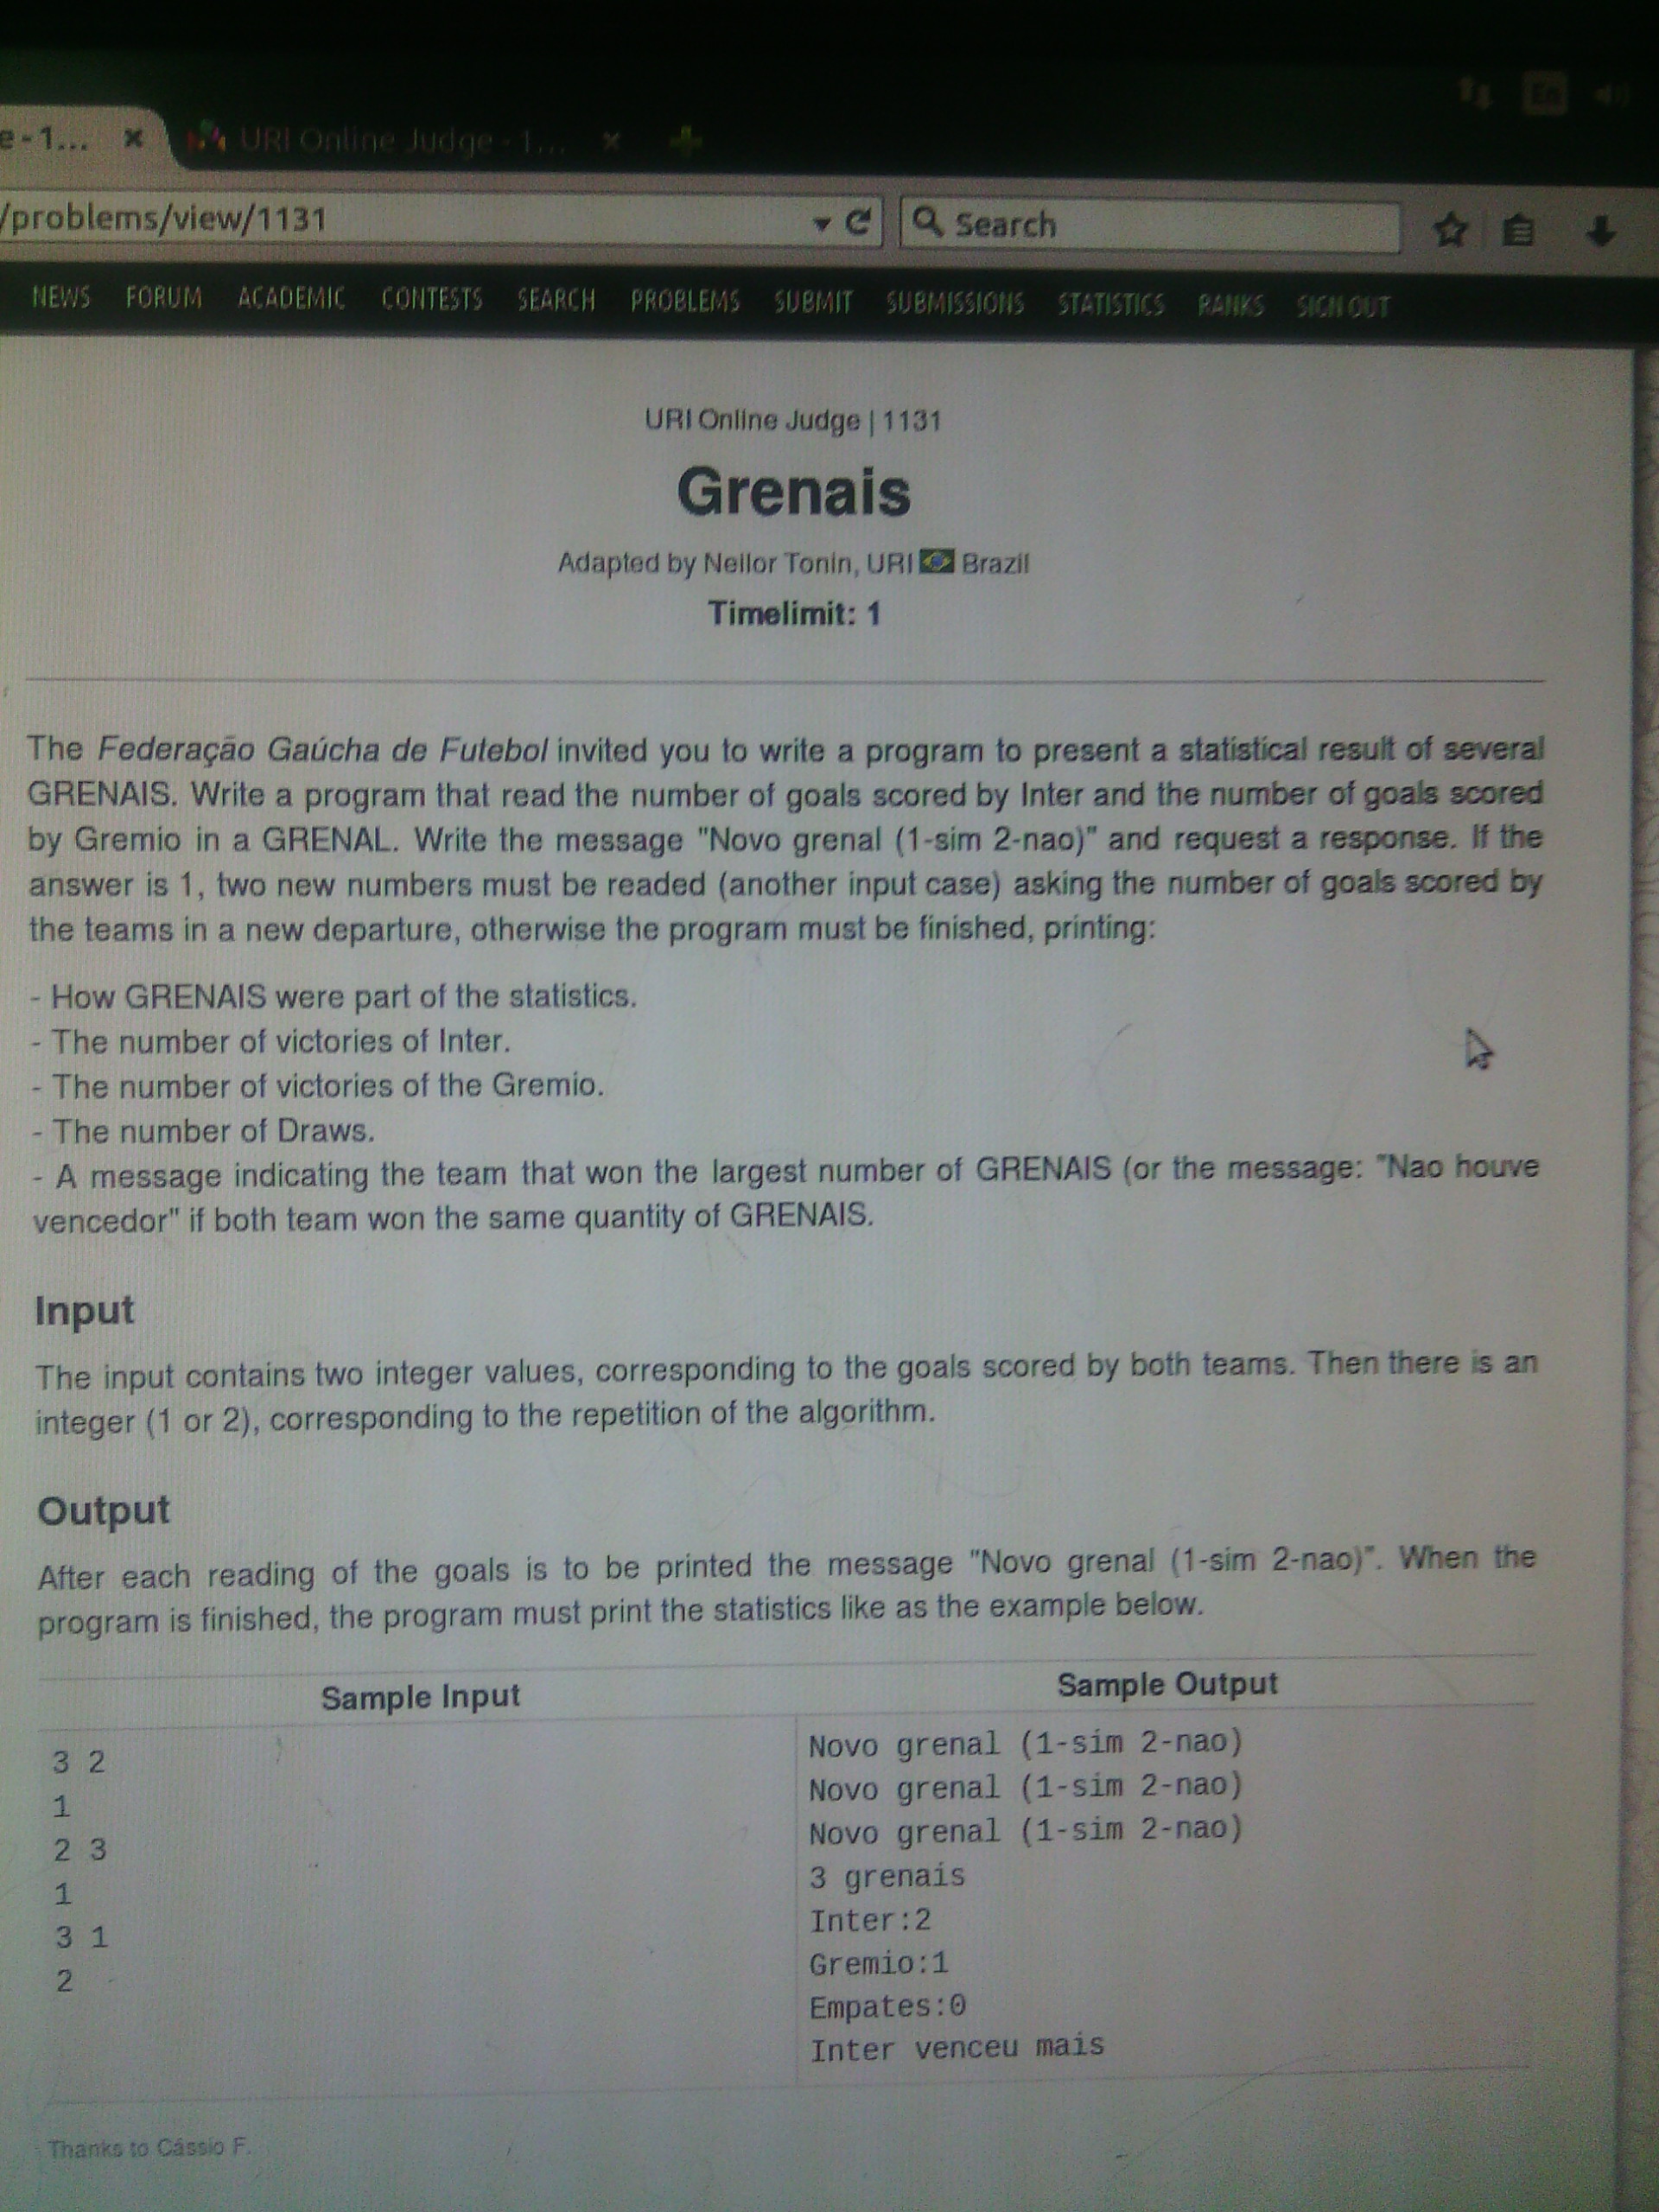 e - 1... × URI Online Judge - 1... ×
/problems/view/1131 Search
NEWS FORUM ACADEMIC CONTESTS SEARCH PROBLEMS SUBMIT SUBMISSIONS STATISTICS RANKS SIGN OUT
URI Online Judge | 1131
Grenais
Adapted by Neilor Tonin, URI Brazil
Timelimit: 1
The Federação Gaúcha de Futebol invited you to write a program to present a statistical result of several
GRENAIS. Write a program that read the number of goals scored by Inter and the number of goals scored
by Gremio in a GRENAL. Write the message "Novo grenal (1-sim 2-nao)" and request a response. If the
answer is 1, two new numbers must be readed (another input case) asking the number of goals scored by
the teams in a new departure, otherwise the program must be finished, printing:
- How GRENAIS were part of the statistics.
- The number of victories of Inter.
- The number of victories of the Gremio.
- The number of Draws.
- A message indicating the team that won the largest number of GRENAIS (or the message: "Nao houve
vencedor" if both team won the same quantity of GRENAIS.
Input
The input contains two integer values, corresponding to the goals scored by both teams. Then there is an
integer (1 or 2), corresponding to the repetition of the algorithm.
Output
After each reading of the goals is to be printed the message "Novo grenal (1-sim 2-nao)". When the
program is finished, the program must print the statistics like as the example below.
Sample Input
3 2
1
2 3
1
3 1
2
Sample Output
Novo grenal (1-sim 2-nao)
Novo grenal (1-sim 2-nao)
Novo grenal (1-sim 2-nao)
3 grenais
Inter:2
Gremio:1
Empates:0
Inter venceu mais
Thanks to Cássio F.